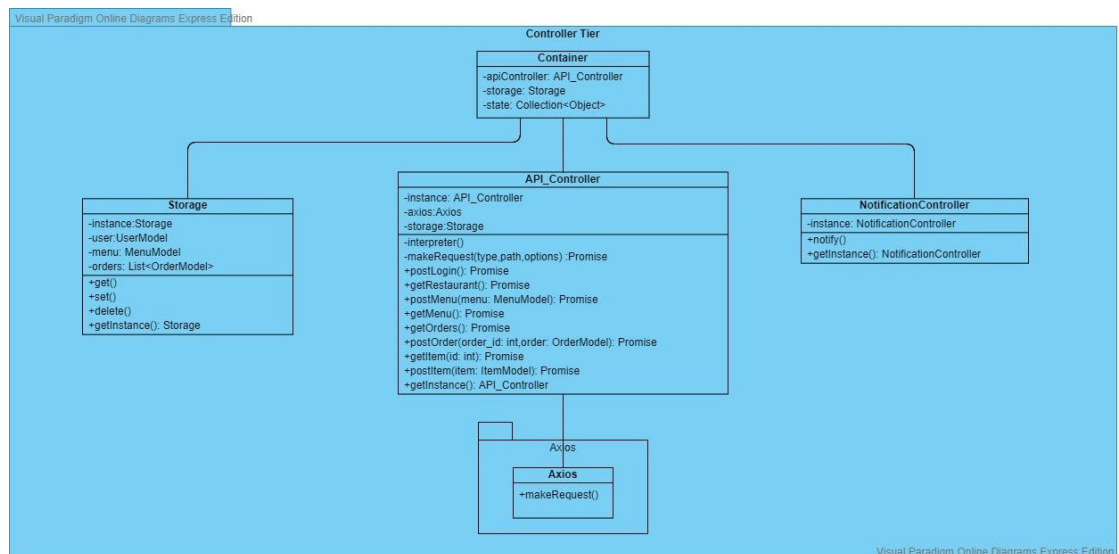 Visual Paradigm Online Diagrams Express Edition
Controller Tier
Container
-apiController: API_Controller
-storage: Storage
-state: Collection<Object>
Storage
-instance:Storage
-user:UserModel
-menu: MenuModel
-orders: List<OrderModel>
+get()
+set()
+delete()
+getInstance(): Storage
API_Controller
-instance: API_Controller
-axios:Axios
-storage:Storage
-interpreter()
-makeRequest(type,path,options) :Promise
+postLogin(): Promise
+getRestaurant(): Promise
+postMenu(menu: MenuModel): Promise
+getMenu(): Promise
+getOrders(): Promise
+postOrder(order_id: int,order: OrderModel): Promise
+getItem(id: int): Promise
+postItem(item: ItemModel): Promise
+getInstance(): API_Controller
NotificationController
-instance: NotificationController
+notify()
+getInstance(): NotificationController
Axios
Axios
+makeRequest()
Visual Paradigm Online Diagrams Express Edition